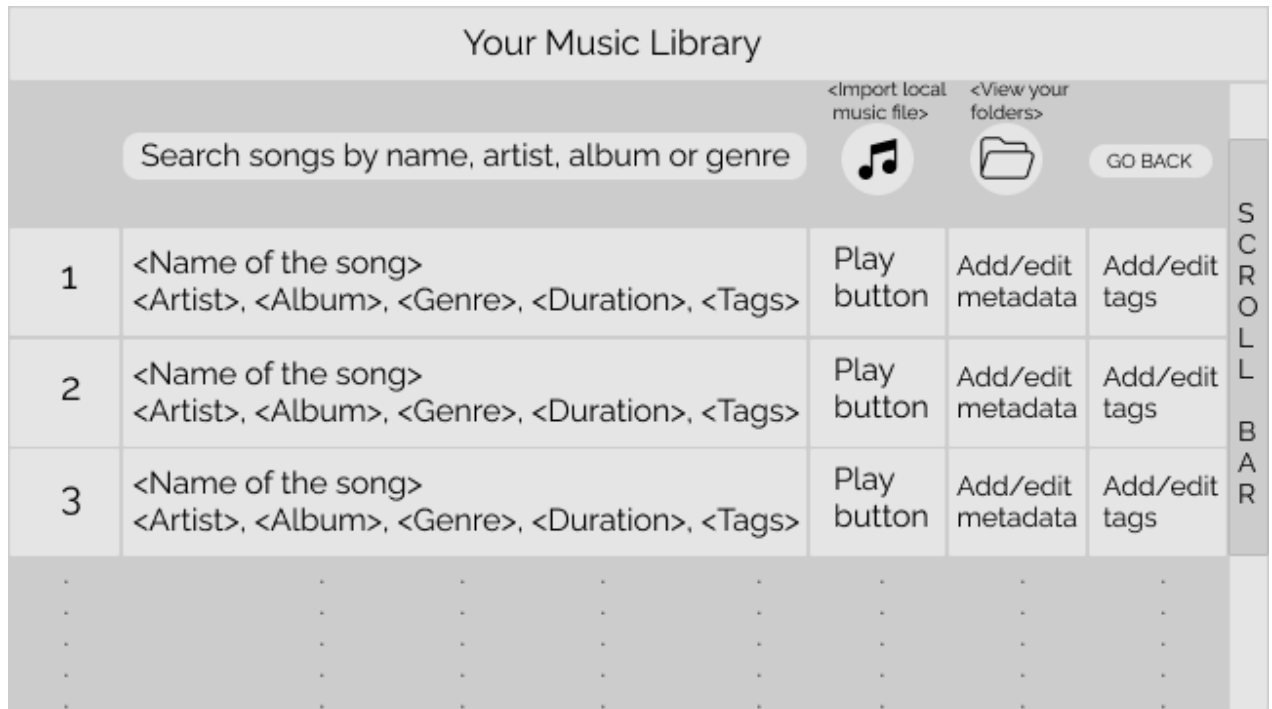 Your Music Library
<Import local
music file>
<View your
folders>
Search songs by name, artist, album or genre
GO BACK
1
<Name of the song>
<Artist>, <Album>, <Genre>, <Duration>, <Tags>
Play
button
Add/edit
metadata
Add/edit
tags
2
<Name of the song>
<Artist>, <Album>, <Genre>, <Duration>, <Tags>
Play
button
Add/edit
metadata
Add/edit
tags
3
<Name of the song>
<Artist>, <Album>, <Genre>, <Duration>, <Tags>
Play
button
Add/edit
metadata
Add/edit
tags
SCROLL BAR